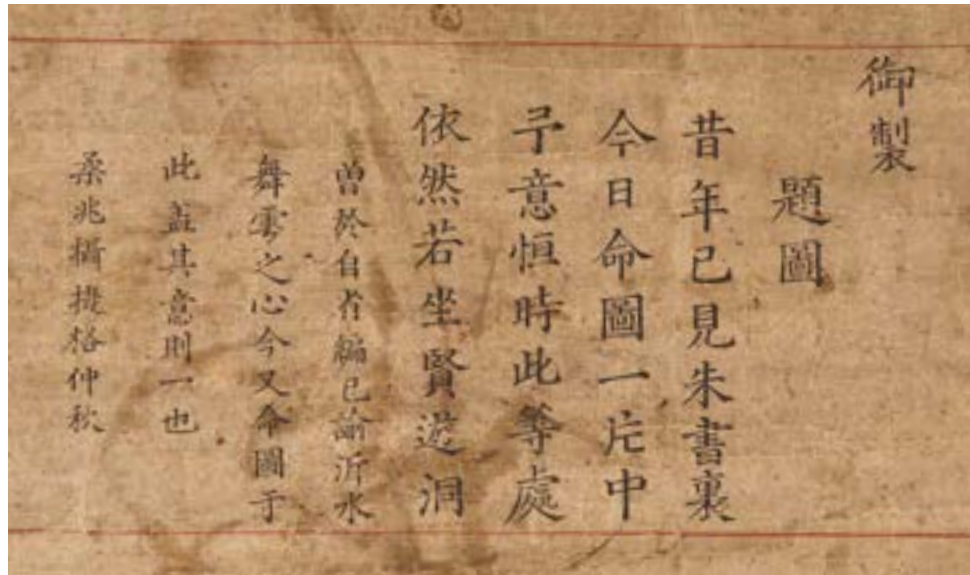 御製
題圖
昔年已見朱書裏
今日命圖一片中
予意恒時此等處
依然若坐賢遊洞
曽於自省編已諭沂水
舞雩之心今又命圖于
此盖其意則一也
柔兆攝提格仲秋